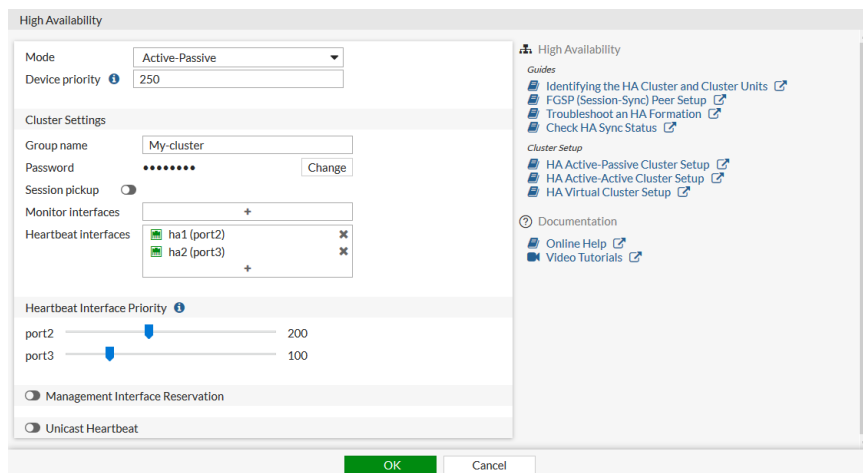 High Availability
Mode Active-Passive
Device priority 250
Cluster Settings
Group name My-cluster
Password •••••••• Change
Session pickup
Monitor interfaces +
Heartbeat interfaces ha1 (port2)
ha2 (port3)
+
Heartbeat Interface Priority
port2 200
port3 100
Management Interface Reservation
Unicast Heartbeat
High Availability
Guides
Identifying the HA Cluster and Cluster Units
FGSP (Session-Sync) Peer Setup
Troubleshoot an HA Formation
Check HA Sync Status
Cluster Setup
HA Active-Passive Cluster Setup
HA Active-Active Cluster Setup
HA Virtual Cluster Setup
Documentation
Online Help
Video Tutorials
OK Cancel